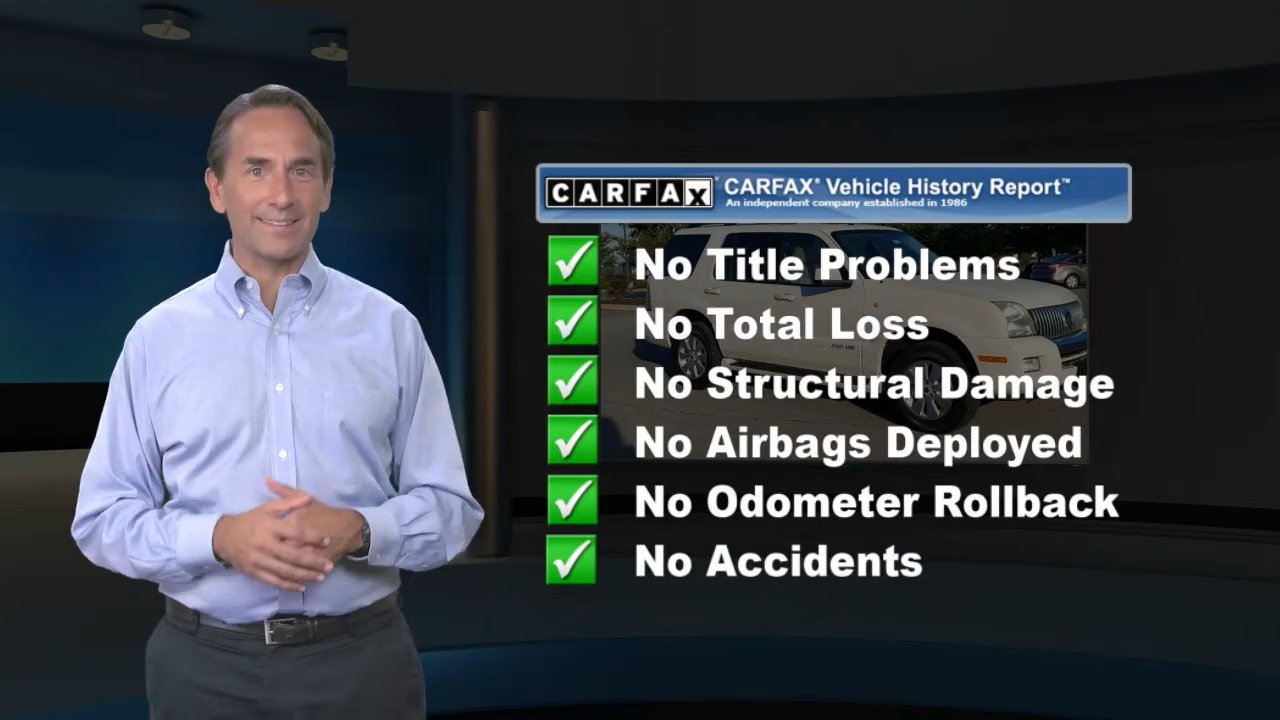 CARFAX® CARFAX® Vehicle History Report™
An independent company established in 1986
No Title Problems
No Total Loss
No Structural Damage
No Airbags Deployed
No Odometer Rollback
No Accidents